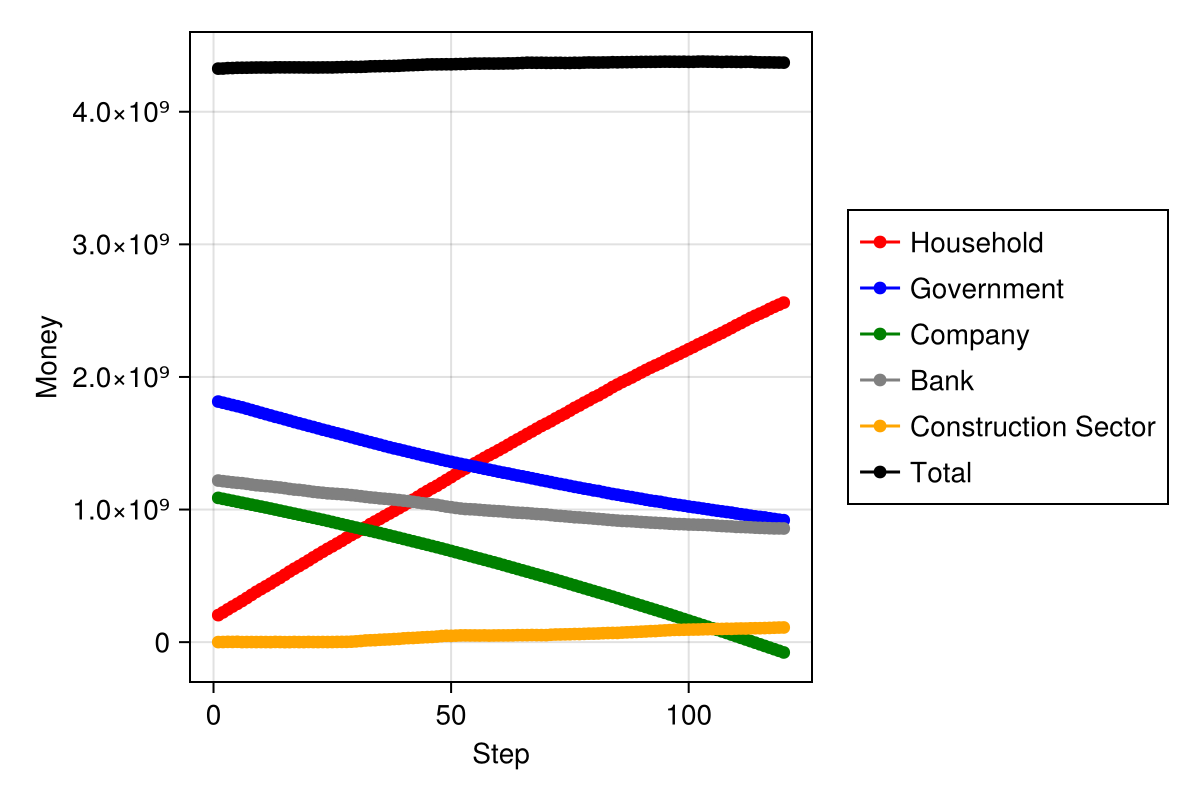 4.0×10⁹
3.0×10⁹
2.0×10⁹
1.0×10⁹
0
Money
0 50 100
Step
Household
Government
Company
Bank
Construction Sector
Total